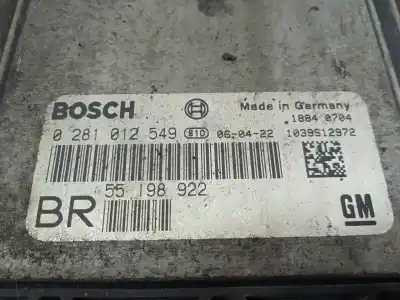 BOSCH Made in Germany
1884 0704
0 281 012 549 810 06-04-22 1039S12972
55 198 922
BR GM